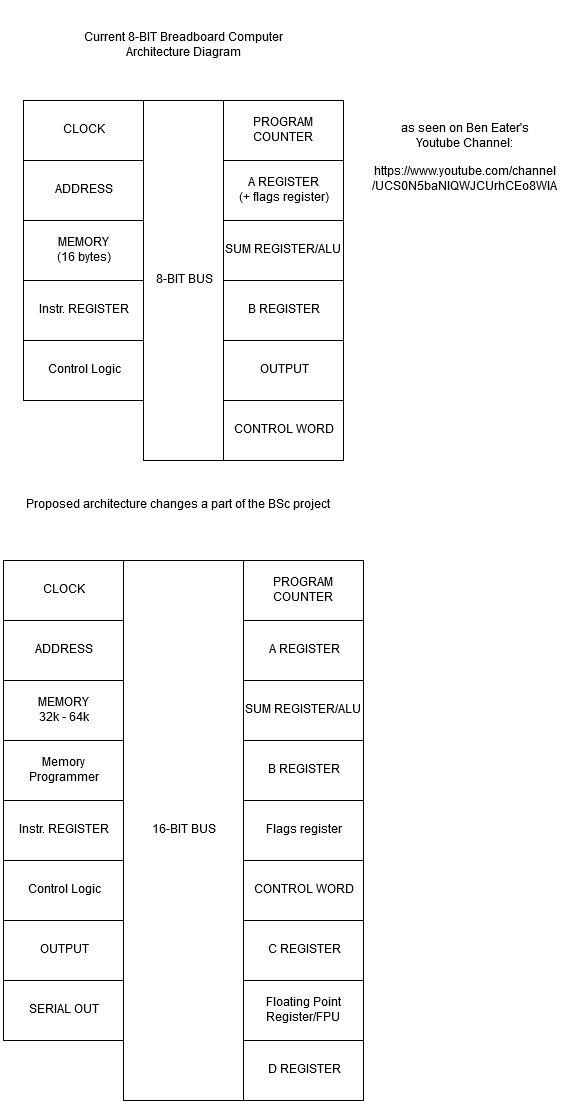 Current 8-BIT Breadboard Computer
Architecture Diagram
CLOCK
PROGRAM
COUNTER
as seen on Ben Eater's
Youtube Channel:
https://www.youtube.com/channel
/UCS0N5baNlQWJCUrhCEo8WlA
ADDRESS
A REGISTER
(+ flags register)
MEMORY
(16 bytes)
SUM REGISTER/ALU
8-BIT BUS
Instr. REGISTER
B REGISTER
Control Logic
OUTPUT
CONTROL WORD
Proposed architecture changes a part of the BSc project
CLOCK
PROGRAM
COUNTER
ADDRESS
A REGISTER
MEMORY
32k - 64k
SUM REGISTER/ALU
Memory
Programmer
B REGISTER
Instr. REGISTER
16-BIT BUS
Flags register
Control Logic
CONTROL WORD
OUTPUT
C REGISTER
SERIAL OUT
Floating Point
Register/FPU
D REGISTER